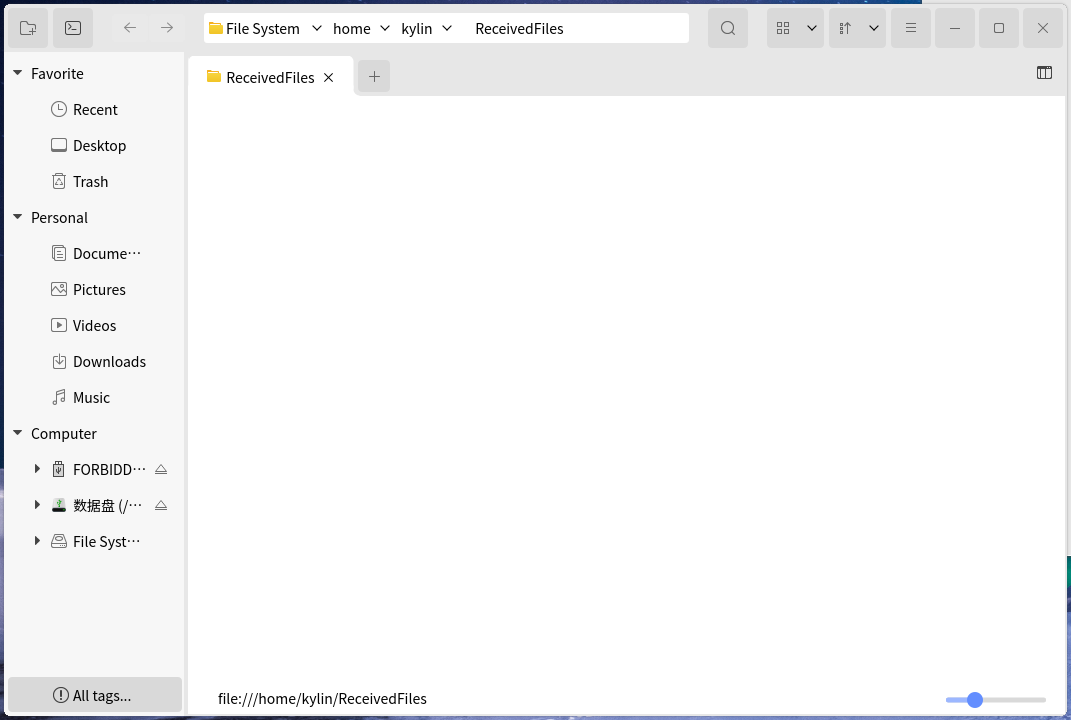 File System home kylin ReceivedFiles
ReceivedFiles
Favorite
Recent
Desktop
Trash
Personal
Docume···
Pictures
Videos
Downloads
Music
Computer
FORBIDD···
数据盘 (/···
File Syst···
All tags...
file:///home/kylin/ReceivedFiles